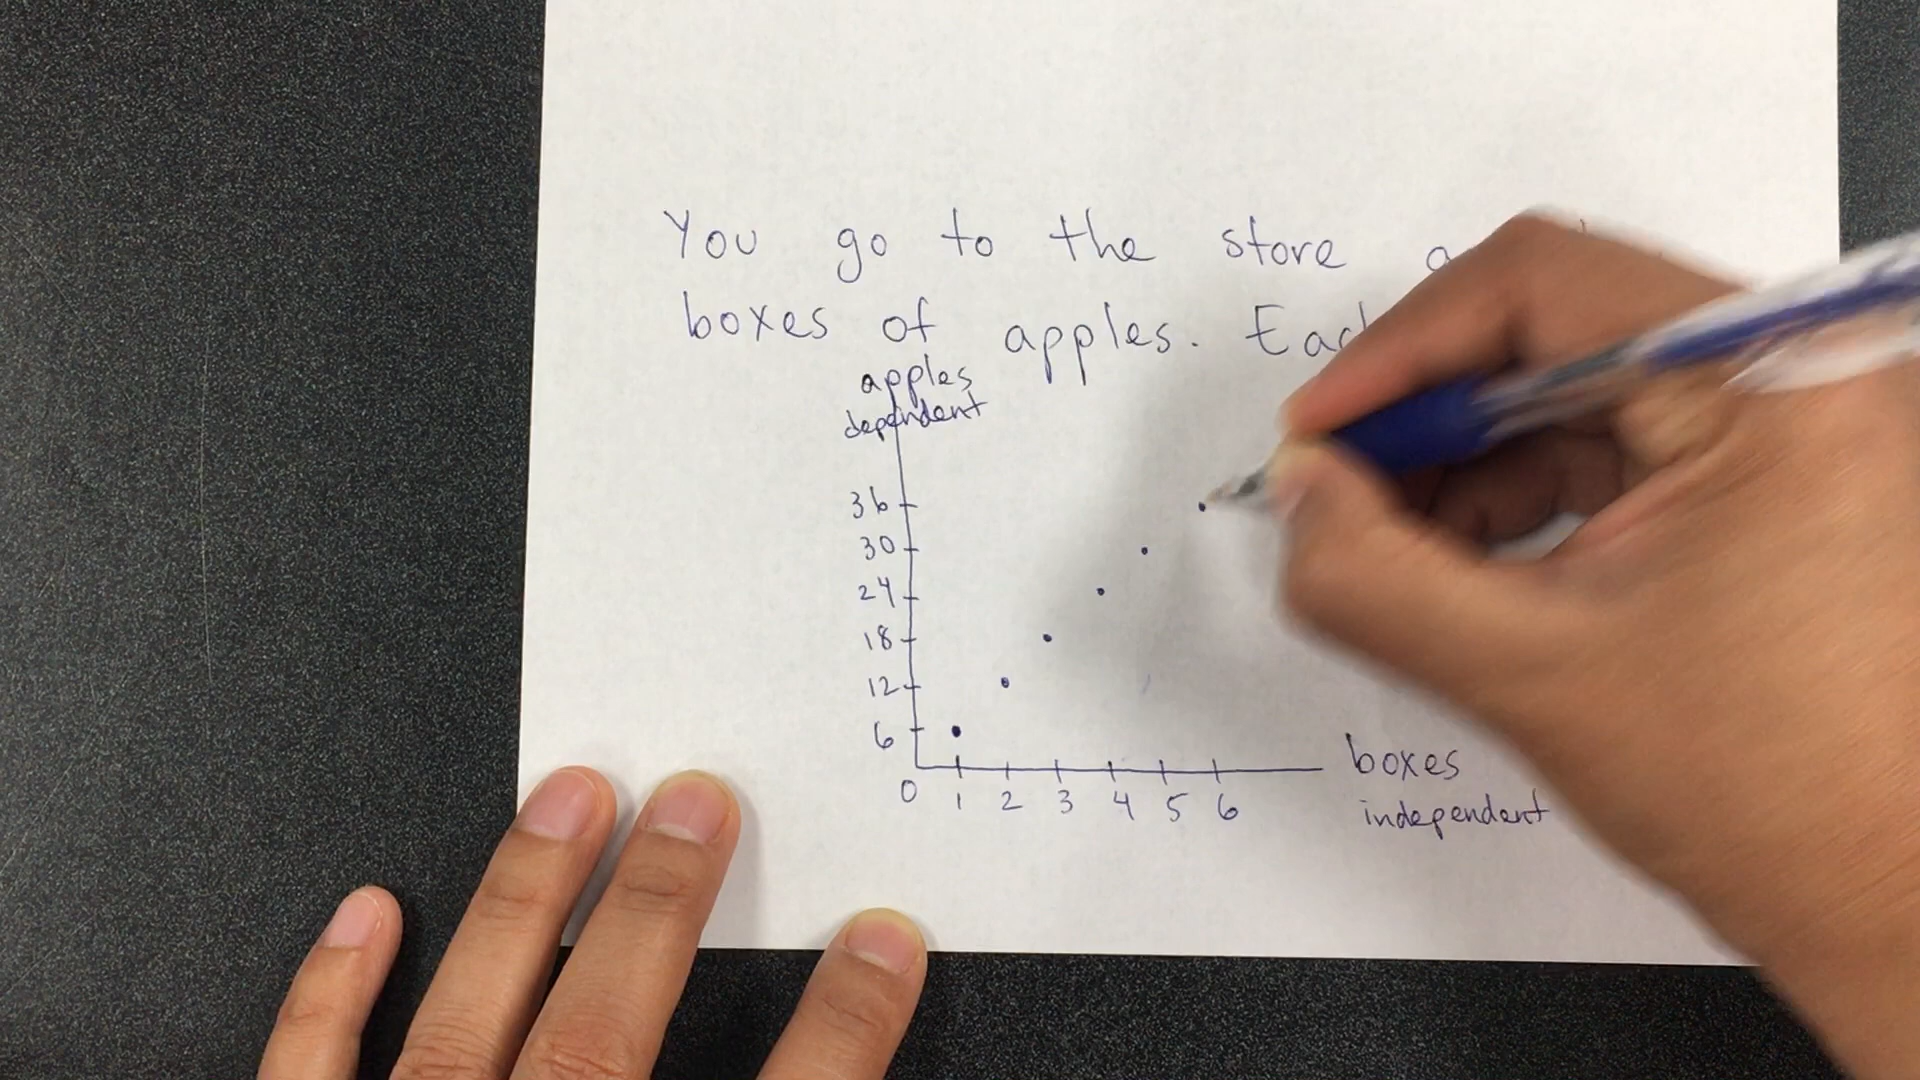 You go to the store
boxes of apples.
apples
dependent
36
30
24
18
12
6
0 1 2 3 4 5 6
boxes
independent